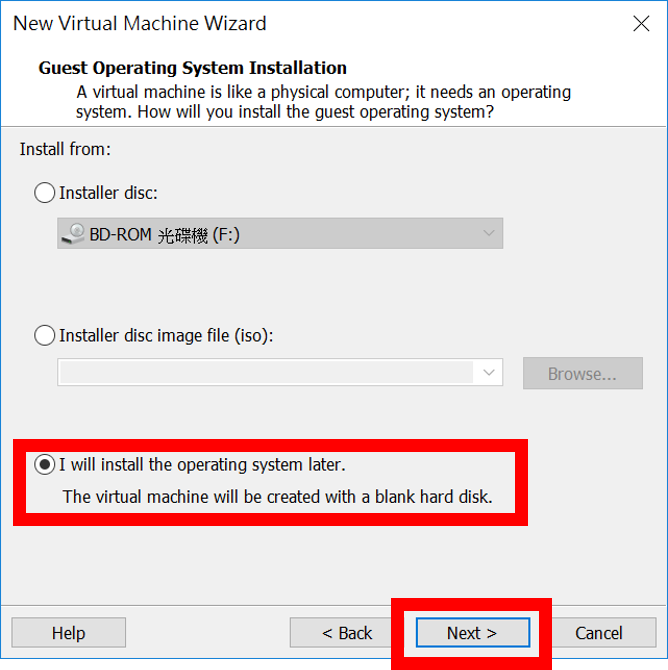 New Virtual Machine Wizard
Guest Operating System Installation
A virtual machine is like a physical computer; it needs an operating
system. How will you install the guest operating system?
Install from:
Installer disc:
BD-ROM 光碟機 (F:)
Installer disc image file (iso):
Browse...
I will install the operating system later.
The virtual machine will be created with a blank hard disk.
Help
< Back
Next >
Cancel